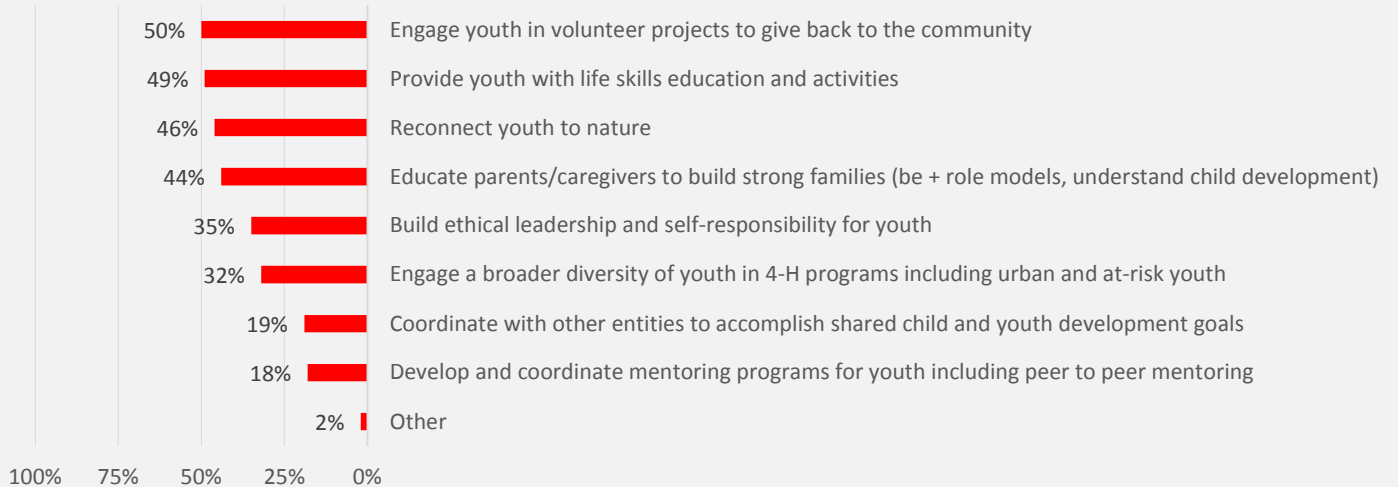 50% Engage youth in volunteer projects to give back to the community
49% Provide youth with life skills education and activities
46% Reconnect youth to nature
44% Educate parents/caregivers to build strong families (be + role models, understand child development)
35% Build ethical leadership and self-responsibility for youth
32% Engage a broader diversity of youth in 4-H programs including urban and at-risk youth
19% Coordinate with other entities to accomplish shared child and youth development goals
18% Develop and coordinate mentoring programs for youth including peer to peer mentoring
2% Other
100% 75% 50% 25% 0%